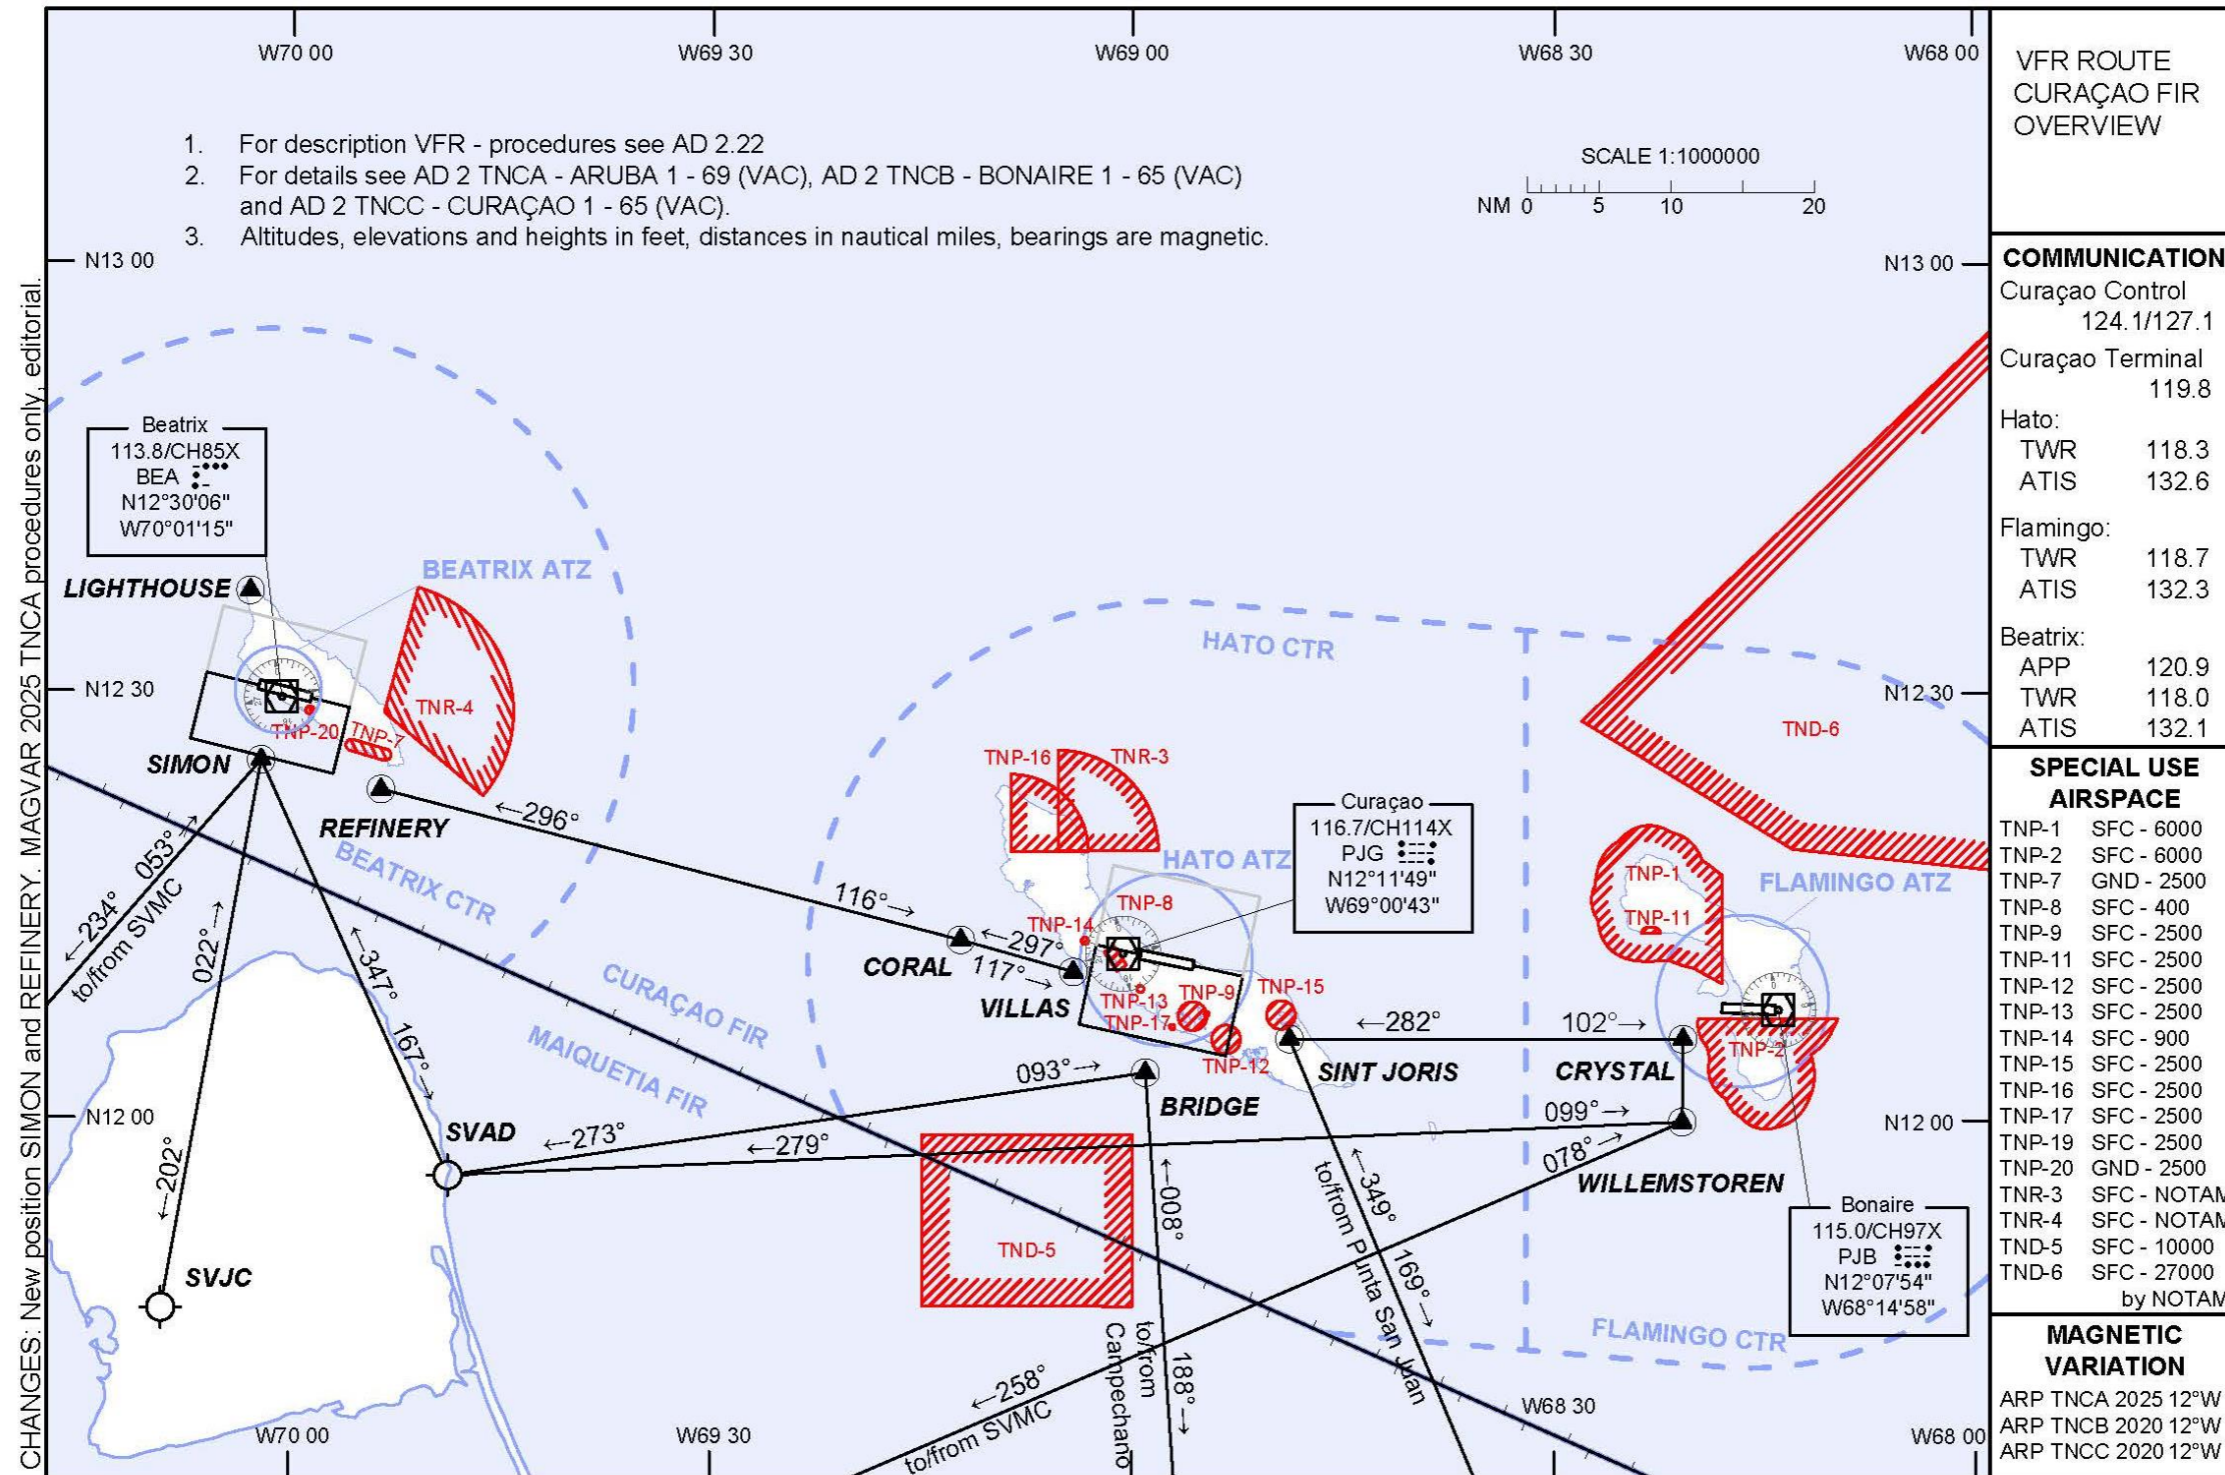 W70 00
W69 30
W69 00
W68 30
W68 00
1. For description VFR - procedures see AD 2.22
2. For details see AD 2 TNCA - ARUBA 1 - 69 (VAC), AD 2 TNCB - BONAIRE 1 - 65 (VAC)
and AD 2 TNCC - CURAÇAO 1 - 65 (VAC).
3. Altitudes, elevations and heights in feet, distances in nautical miles, bearings are magnetic.
SCALE 1:1000000
NM 0 5 10 20
N13 00
N13 00
CHANGES: New position SIMON and REFINERY. MAGVAR 2025 TNCA procedures only, editorial.
Beatrix
113.8/CH85X
BEA
N12°30'06"
W70°01'15"
BEATRIX ATZ
LIGHTHOUSE
HATO CTR
N12 30
N12 30
TNR-4
TNP-20
TNP-7
TND-6
SIMON
TNP-16
TNR-3
REFINERY
←296°
BEATRIX CTR
Curaçao
116.7/CH114X
PJG
N12°11'49"
W69°00'43"
053°→
←234°
to/from SVMC
HATO ATZ
TNP-1
FLAMINGO ATZ
116°→
TNP-8
TNP-11
TNP-14
022°→
←347°
←297°
CORAL
117°→
VILLAS
TNP-13
TNP-9
TNP-15
TNP-17
CURAÇAO FIR
MAIQUETIA FIR
167°→
←282°
102°→
TNP-2
TNP-12
SINT JORIS
CRYSTAL
093°→
BRIDGE
N12 00
N12 00
099°→
SVAD
←273°
←279°
078°→
←202°
WILLEMSTOREN
←008°
←349°
to/from Punta San Juan
169°→
TND-5
SVJC
Bonaire
115.0/CH97X
PJB
N12°07'54"
W68°14'58"
to/from
Campechano
188°→
FLAMINGO CTR
←258°
to/from SVMC
W70 00
W69 30
W68 30
W68 00
VFR ROUTE
CURAÇAO FIR
OVERVIEW
COMMUNICATION
Curaçao Control
124.1/127.1
Curaçao Terminal
119.8
Hato:
TWR 118.3
ATIS 132.6
Flamingo:
TWR 118.7
ATIS 132.3
Beatrix:
APP 120.9
TWR 118.0
ATIS 132.1
SPECIAL USE
AIRSPACE
TNP-1 SFC - 6000
TNP-2 SFC - 6000
TNP-7 GND - 2500
TNP-8 SFC - 400
TNP-9 SFC - 2500
TNP-11 SFC - 2500
TNP-12 SFC - 2500
TNP-13 SFC - 2500
TNP-14 SFC - 900
TNP-15 SFC - 2500
TNP-16 SFC - 2500
TNP-17 SFC - 2500
TNP-19 SFC - 2500
TNP-20 GND - 2500
TNR-3 SFC - NOTAM
TNR-4 SFC - NOTAM
TND-5 SFC - 10000
TND-6 SFC - 27000
by NOTAM
MAGNETIC
VARIATION
ARP TNCA 2025 12°W
ARP TNCB 2020 12°W
ARP TNCC 2020 12°W